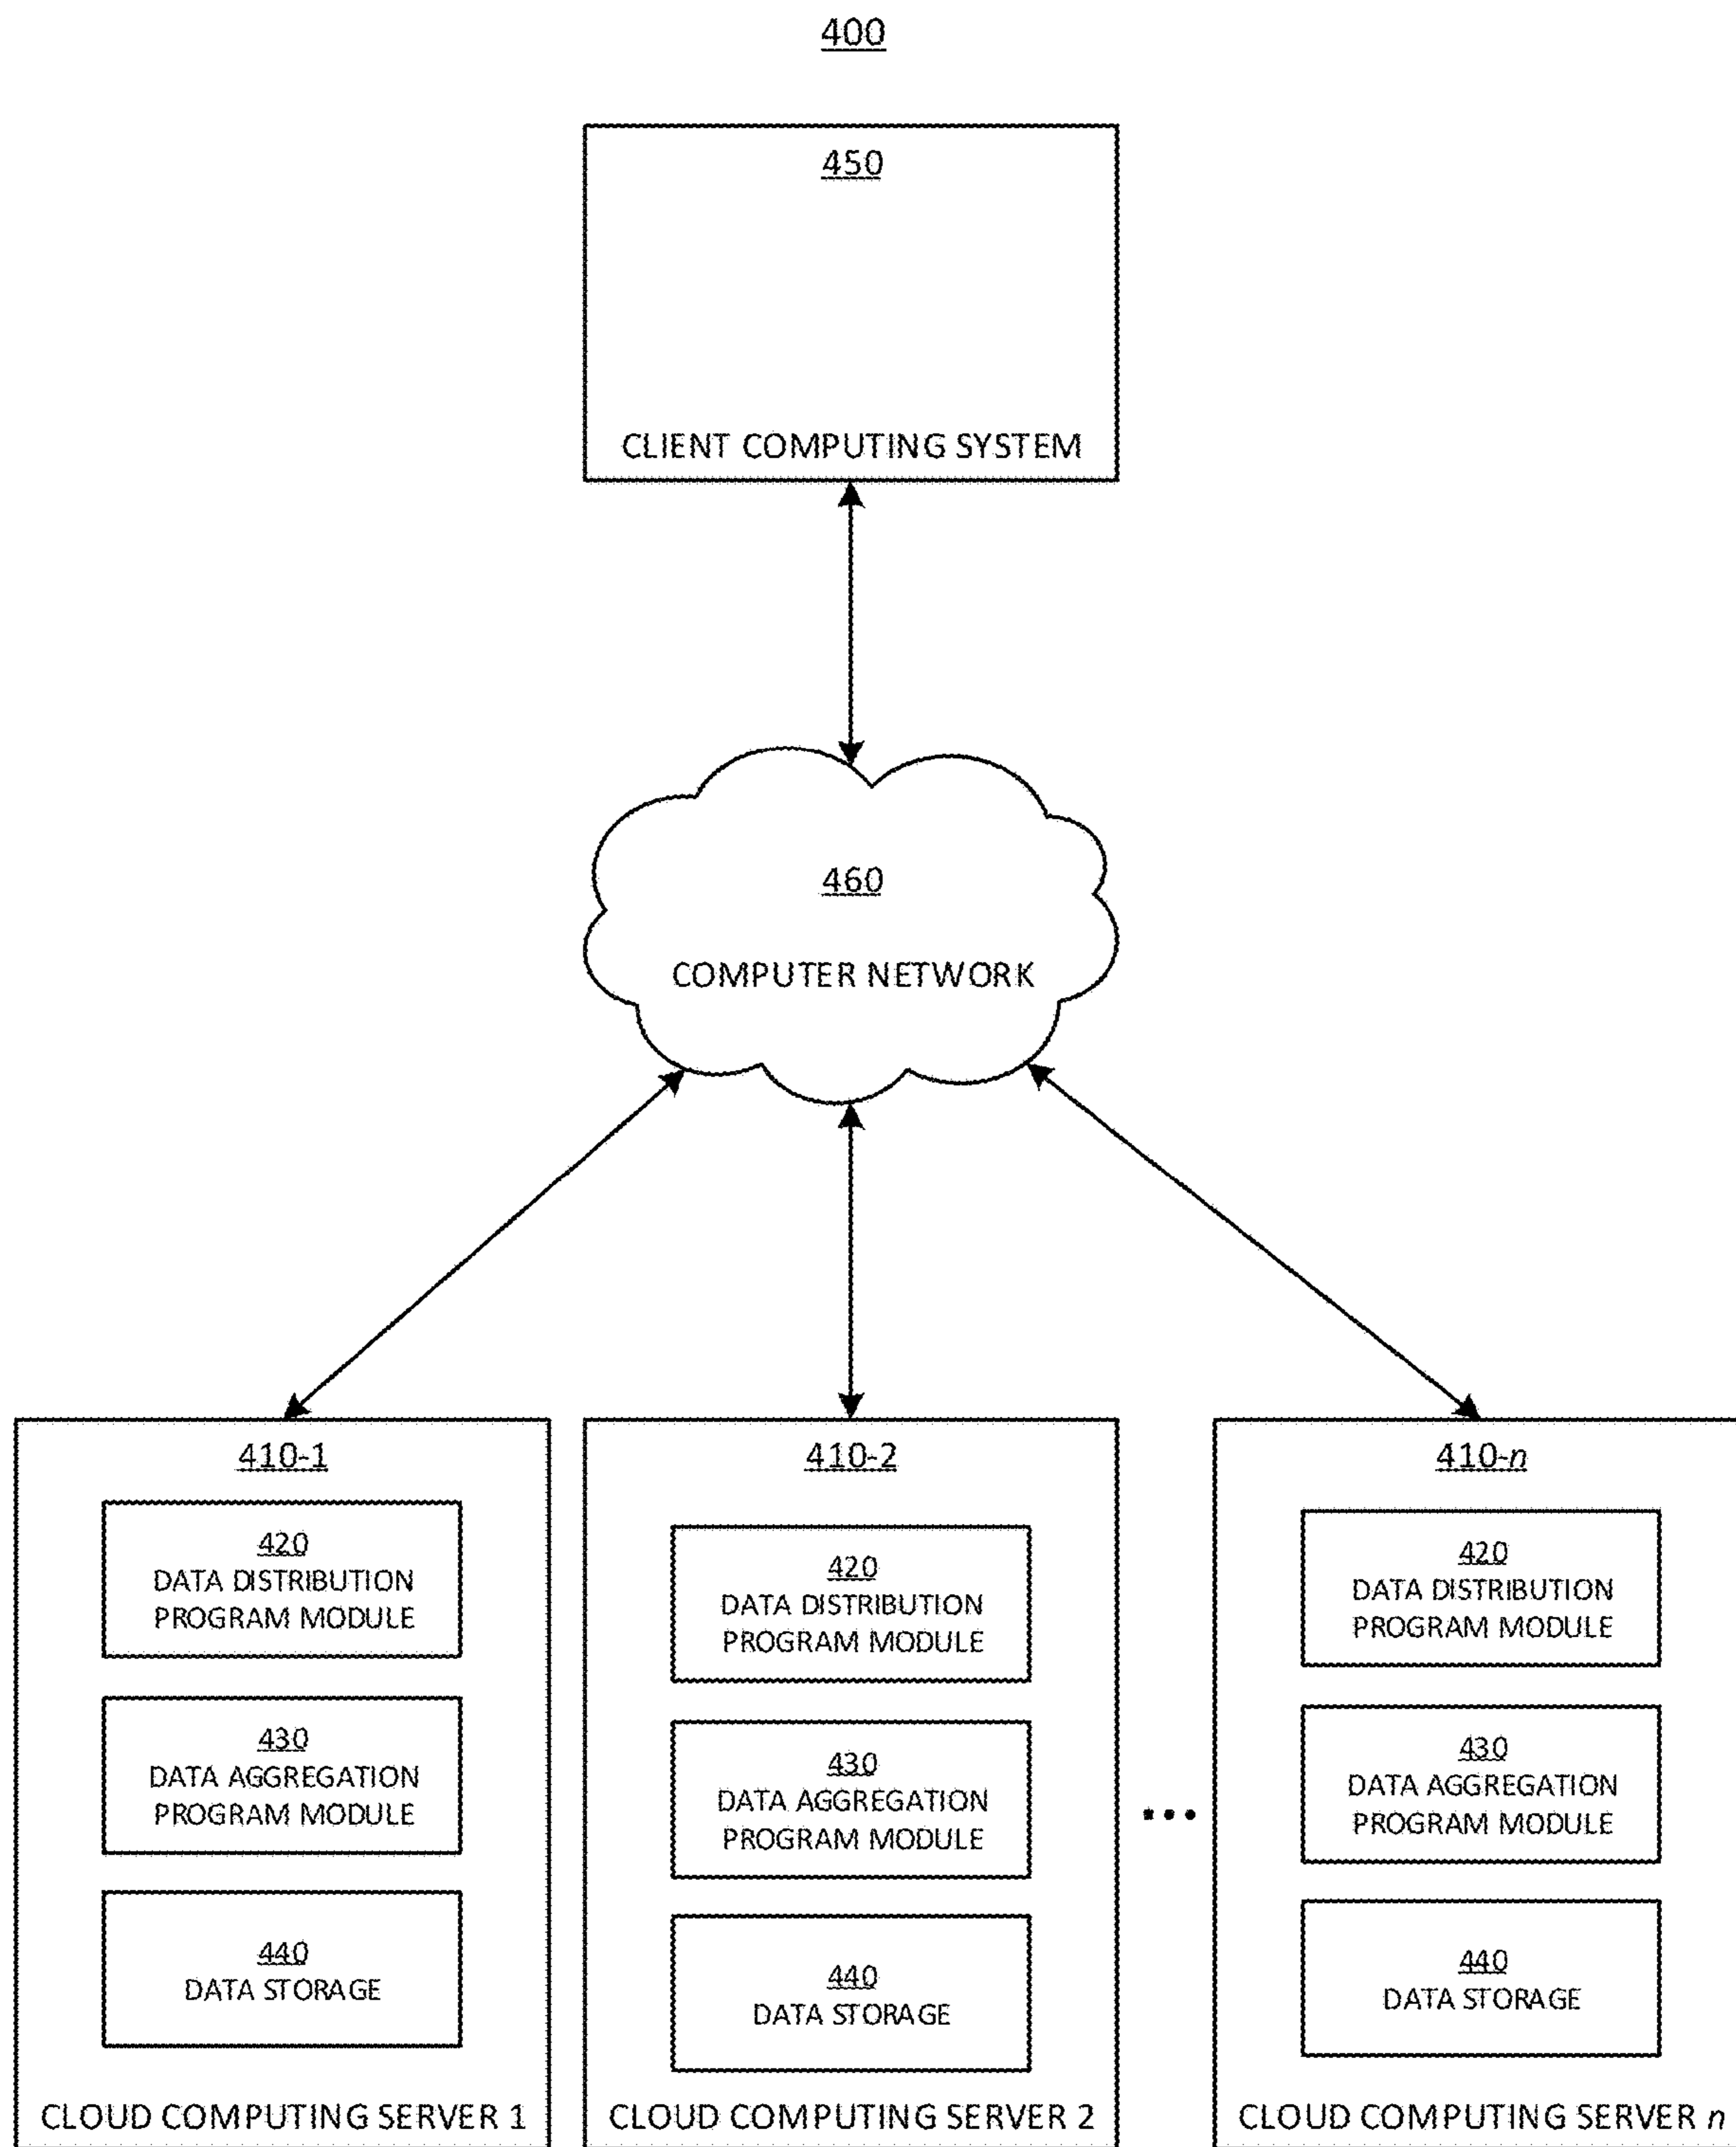 400
450
CLIENT COMPUTING SYSTEM
460
COMPUTER NETWORK
410-1
420
DATA DISTRIBUTION
PROGRAM MODULE
430
DATA AGGREGATION
PROGRAM MODULE
440
DATA STORAGE
CLOUD COMPUTING SERVER 1
410-2
420
DATA DISTRIBUTION
PROGRAM MODULE
430
DATA AGGREGATION
PROGRAM MODULE
440
DATA STORAGE
CLOUD COMPUTING SERVER 2
...
410-n
420
DATA DISTRIBUTION
PROGRAM MODULE
430
DATA AGGREGATION
PROGRAM MODULE
440
DATA STORAGE
CLOUD COMPUTING SERVER n